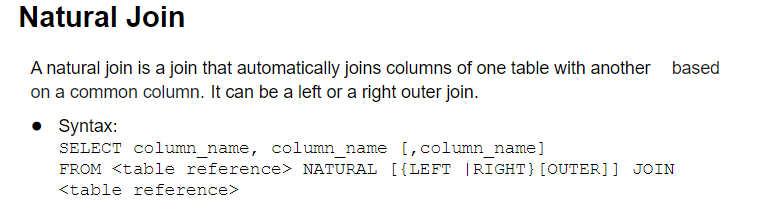 Natural Join
A natural join is a join that automatically joins columns of one table with another based
on a common column. It can be a left or a right outer join.
● Syntax:
SELECT column_name, column_name [,column_name]
FROM <table reference> NATURAL [{LEFT |RIGHT}[OUTER]] JOIN
<table reference>